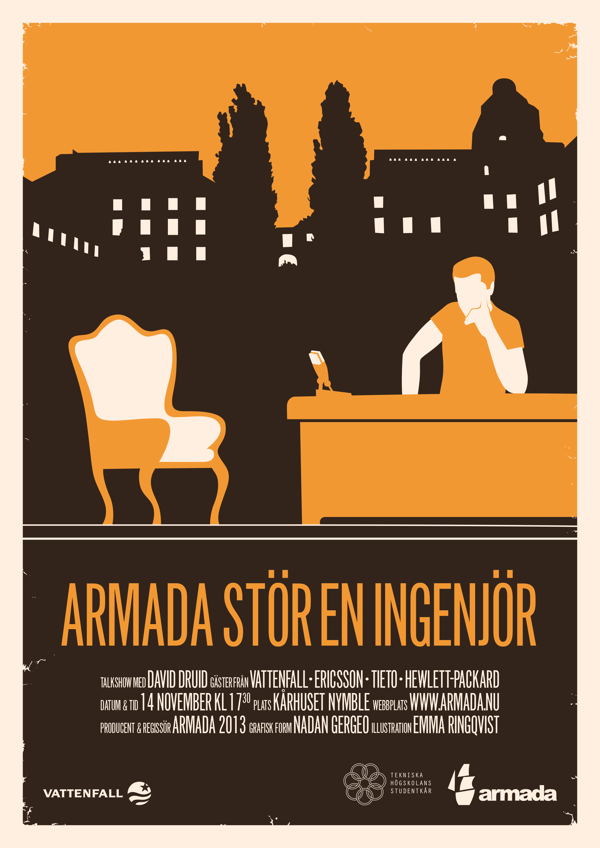 ARMADA STÖR EN INGENJÖR
TALKSHOW MED DAVID DRUID GÄSTER FRÅN VATTENFALL • ERICSSON • TIETO • HEWLETT-PACKARD
DATUM & TID 14 NOVEMBER KL 17³⁰ PLATS KÅRHUSET NYMBLE WEBBPLATS WWW.ARMADA.NU
PRODUCENT & REGISSÖR ARMADA 2013 GRAFISK FORM NADAN GERGEO ILLUSTRATION EMMA RINGQVIST
VATTENFALL
TEKNISKA
HÖGSKOLANS
STUDENTKÅR
armada